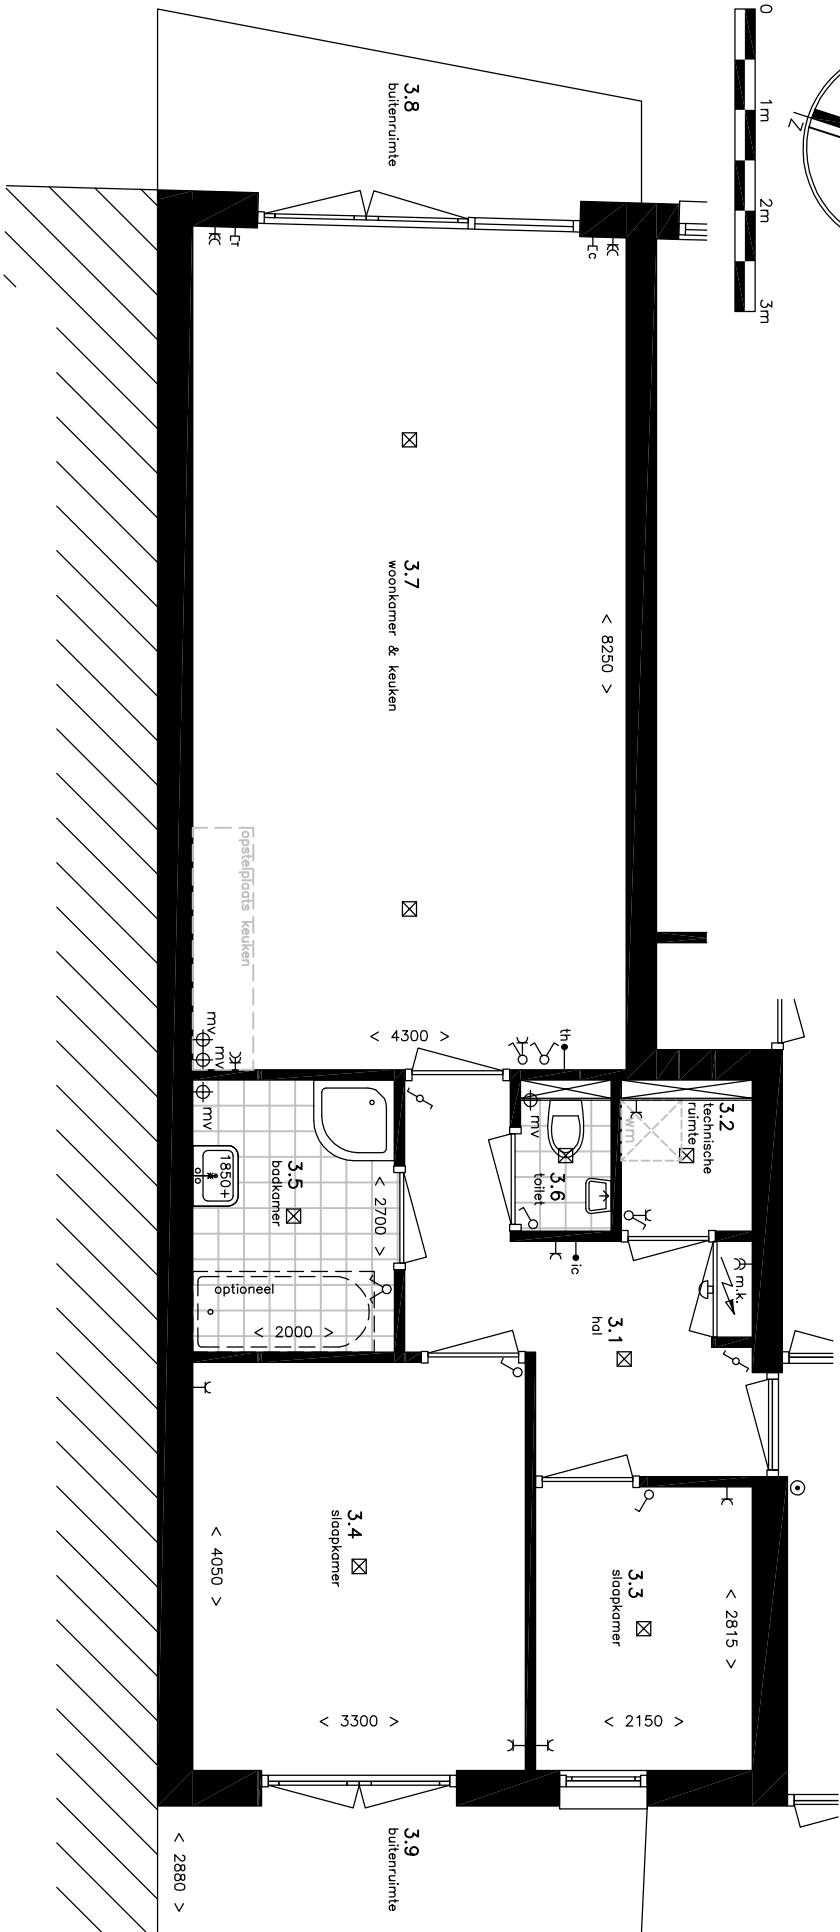 0
1m
2m
3m
Z
3.8
buitenruimte
CT
C
3.7
woonkamer & keuken
< 8250 >
opstelplaats keuken
mv
mv
< 4300 >
th
mv
1850+
3.5
badkamer
< 2700 >
optioneel
< 2000 >
mv
3.6
toilet
3.2
technische
ruimte
wm
ic
m.k.
3.1
hal
3.4
slaapkamer
< 4050 >
< 3300 >
3.3
slaapkamer
< 2815 >
< 2150 >
3.9
buitenruimte
< 2880 >